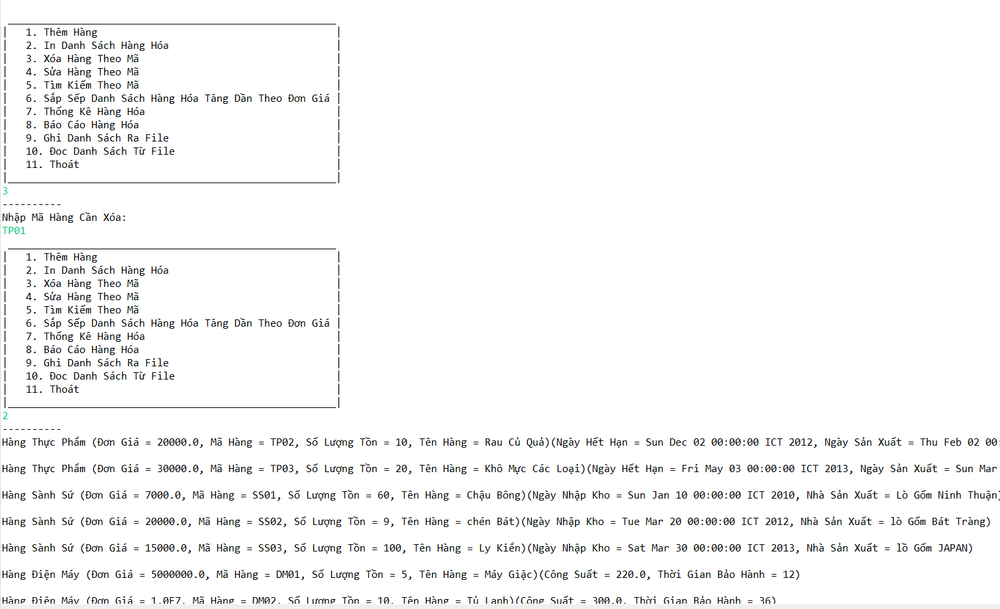 1. Thêm Hàng
2. In Danh Sách Hàng Hóa
3. Xóa Hàng Theo Mã
4. Sửa Hàng Theo Mã
5. Tìm Kiếm Theo Mã
6. Sắp Sếp Danh Sách Hàng Hóa Tăng Dần Theo Đơn Giá
7. Thống Kê Hàng Hóa
8. Báo Cáo Hàng Hóa
9. Ghi Danh Sách Ra File
10. Đoc Danh Sách Từ File
11. Thoát
3
----------
Nhập Mã Hàng Cần Xóa:
TP01
1. Thêm Hàng
2. In Danh Sách Hàng Hóa
3. Xóa Hàng Theo Mã
4. Sửa Hàng Theo Mã
5. Tìm Kiếm Theo Mã
6. Sắp Sếp Danh Sách Hàng Hóa Tăng Dần Theo Đơn Giá
7. Thống Kê Hàng Hóa
8. Báo Cáo Hàng Hóa
9. Ghi Danh Sách Ra File
10. Đoc Danh Sách Từ File
11. Thoát
2
----------
Hàng Thực Phẩm (Đơn Giá = 20000.0, Mã Hàng = TP02, Số Lượng Tồn = 10, Tên Hàng = Rau Củ Quả)(Ngày Hết Hạn = Sun Dec 02 00:00:00 ICT 2012, Ngày Sản Xuất = Thu Feb 02 00:
Hàng Thực Phẩm (Đơn Giá = 30000.0, Mã Hàng = TP03, Số Lượng Tồn = 20, Tên Hàng = Khô Mực Các Loại)(Ngày Hết Hạn = Fri May 03 00:00:00 ICT 2013, Ngày Sản Xuất = Sun Mar
Hàng Sành Sứ (Đơn Giá = 7000.0, Mã Hàng = SS01, Số Lượng Tồn = 60, Tên Hàng = Chậu Bông)(Ngày Nhập Kho = Sun Jan 10 00:00:00 ICT 2010, Nhà Sản Xuất = Lò Gốm Ninh Thuận)
Hàng Sành Sứ (Đơn Giá = 20000.0, Mã Hàng = SS02, Số Lượng Tồn = 9, Tên Hàng = chén Bát)(Ngày Nhập Kho = Tue Mar 20 00:00:00 ICT 2012, Nhà Sản Xuất = lò Gốm Bát Tràng)
Hàng Sành Sứ (Đơn Giá = 15000.0, Mã Hàng = SS03, Số Lượng Tồn = 100, Tên Hàng = Ly Kiển)(Ngày Nhập Kho = Sat Mar 30 00:00:00 ICT 2013, Nhà Sản Xuất = lồ Gốm JAPAN)
Hàng Điện Máy (Đơn Giá = 5000000.0, Mã Hàng = DM01, Số Lượng Tồn = 5, Tên Hàng = Máy Giặc)(Công Suất = 220.0, Thời Gian Bảo Hành = 12)
Hàng Điện Máy (Đơn Giá = 1.0E7, Mã Hàng = DM02, Số Lượng Tồn = 10, Tên Hàng = Tủ Lạnh)(Công Suất = 300.0, Thời Gian Bảo Hành = 36)